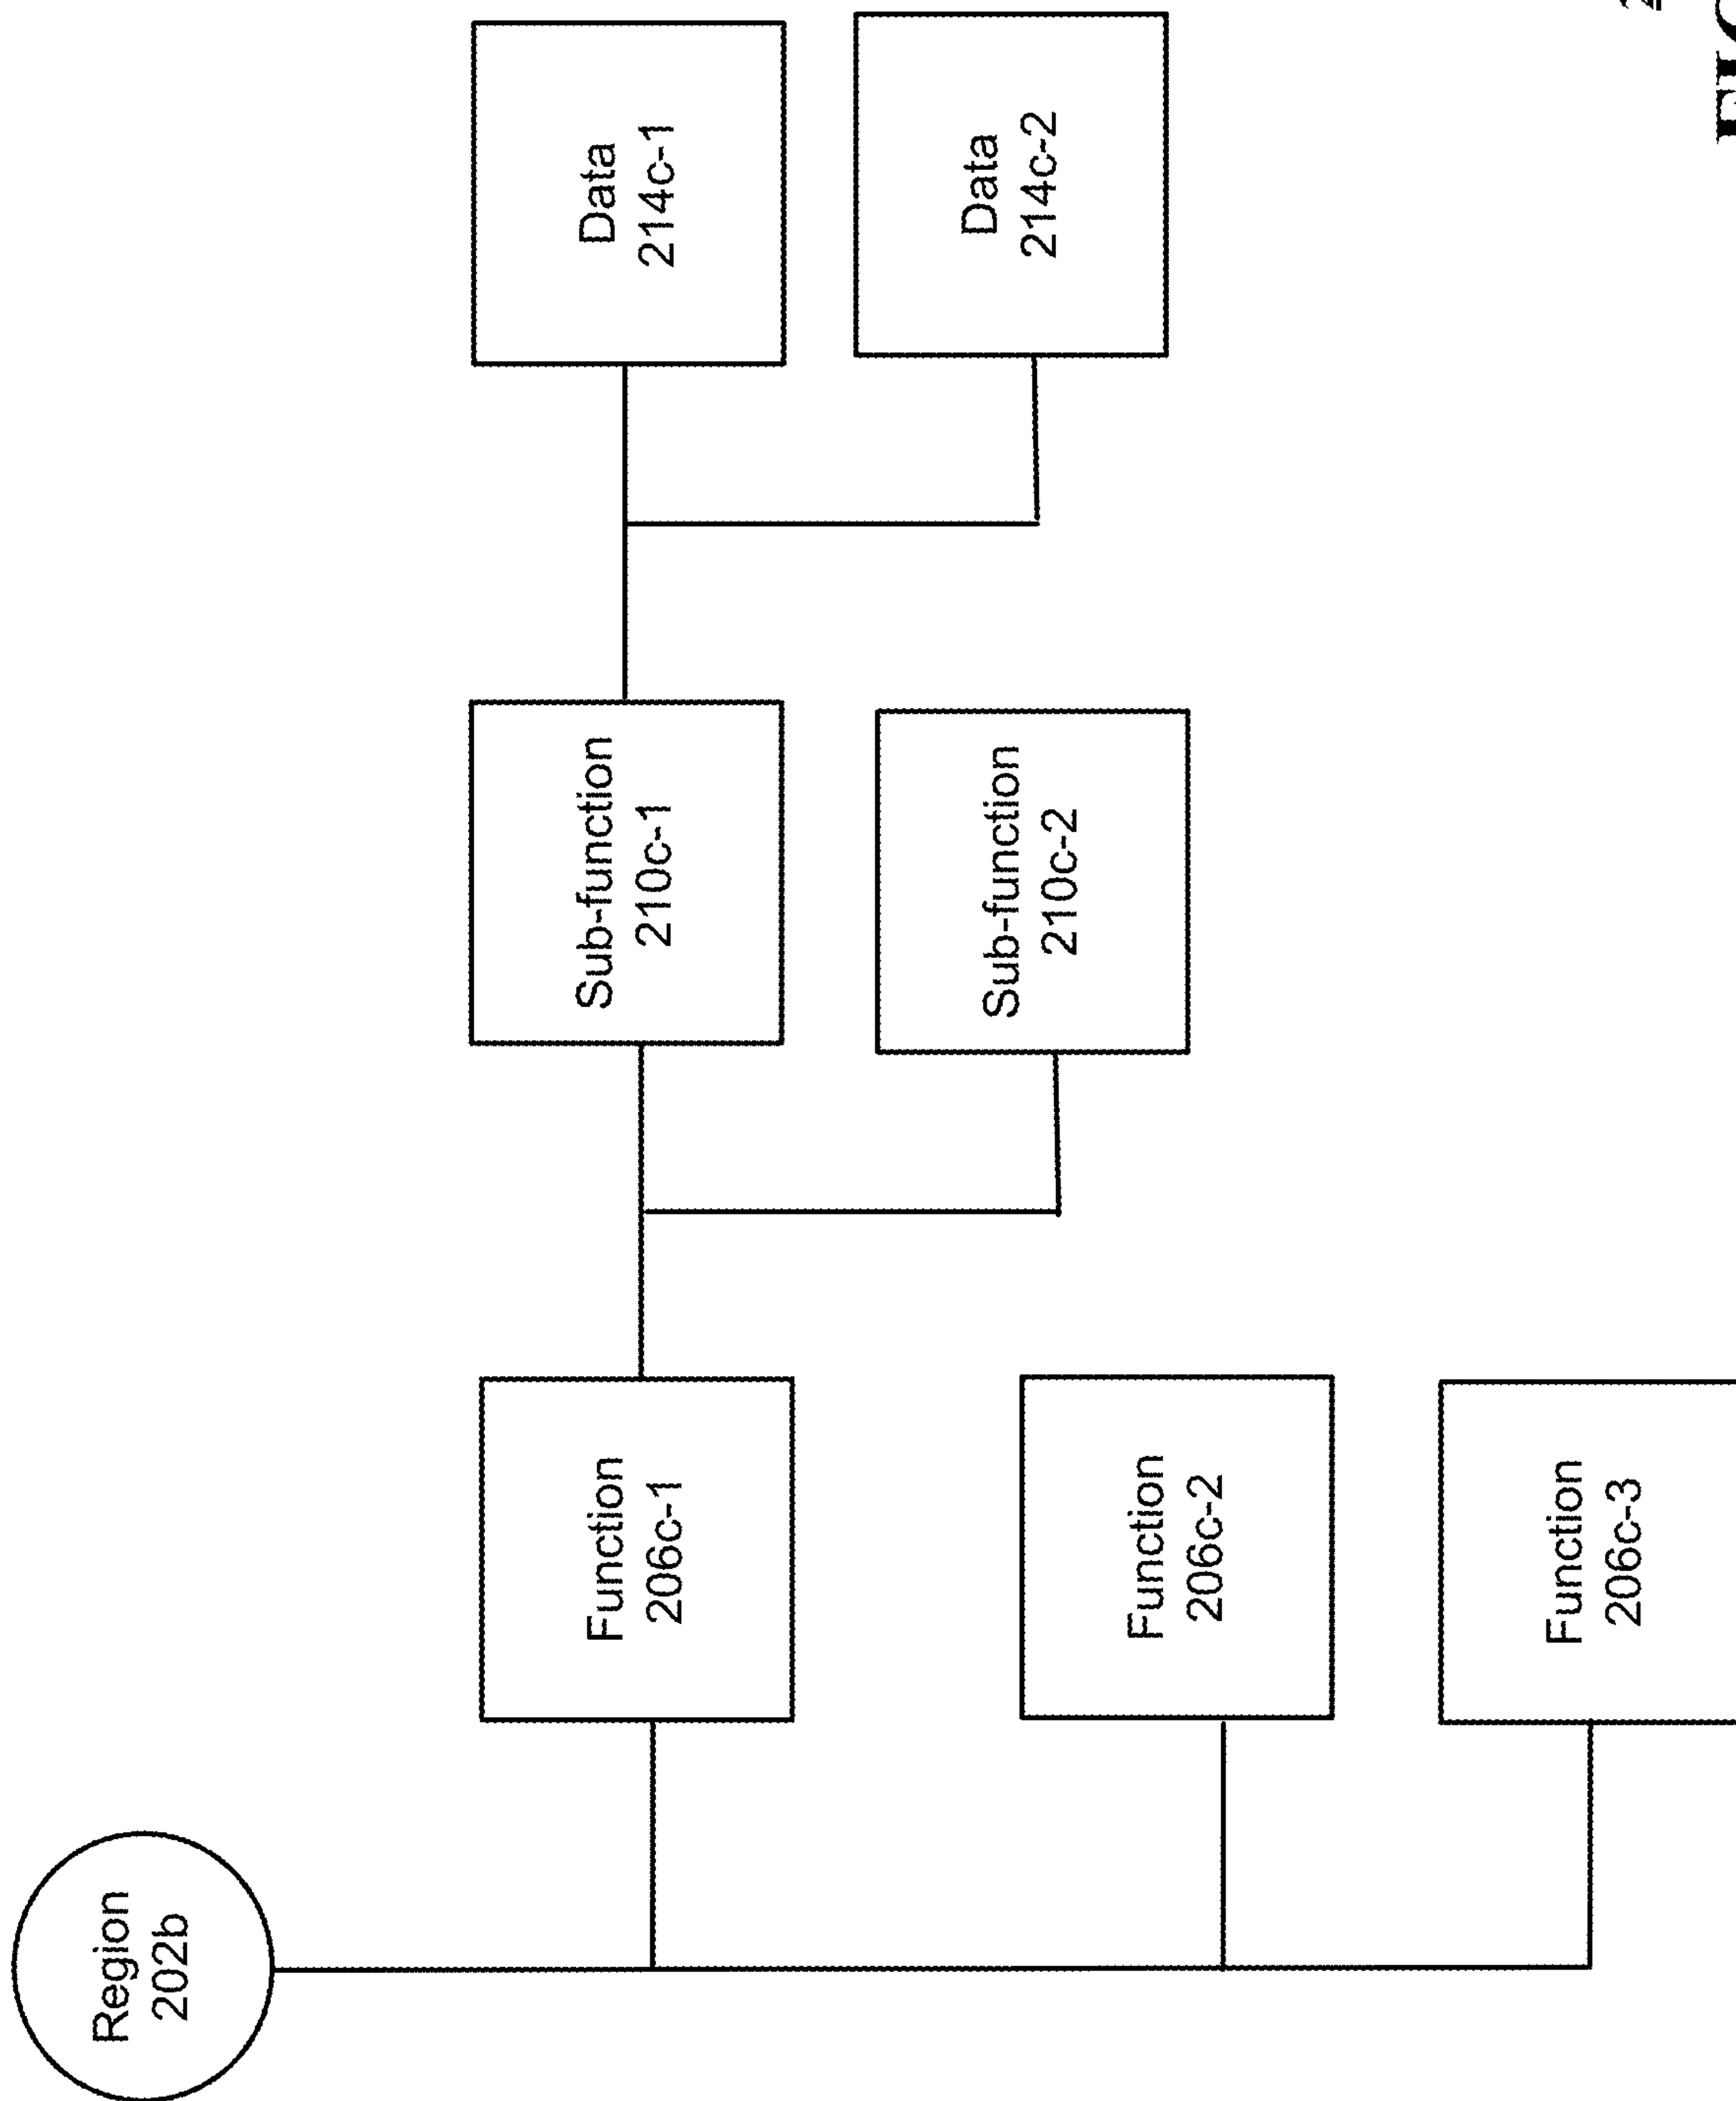 Region
202b
Function
206c-1
Sub-function
210c-1
Data
214c-1
Function
206c-2
Sub-function
210c-2
Data
214c-2
Function
206c-3